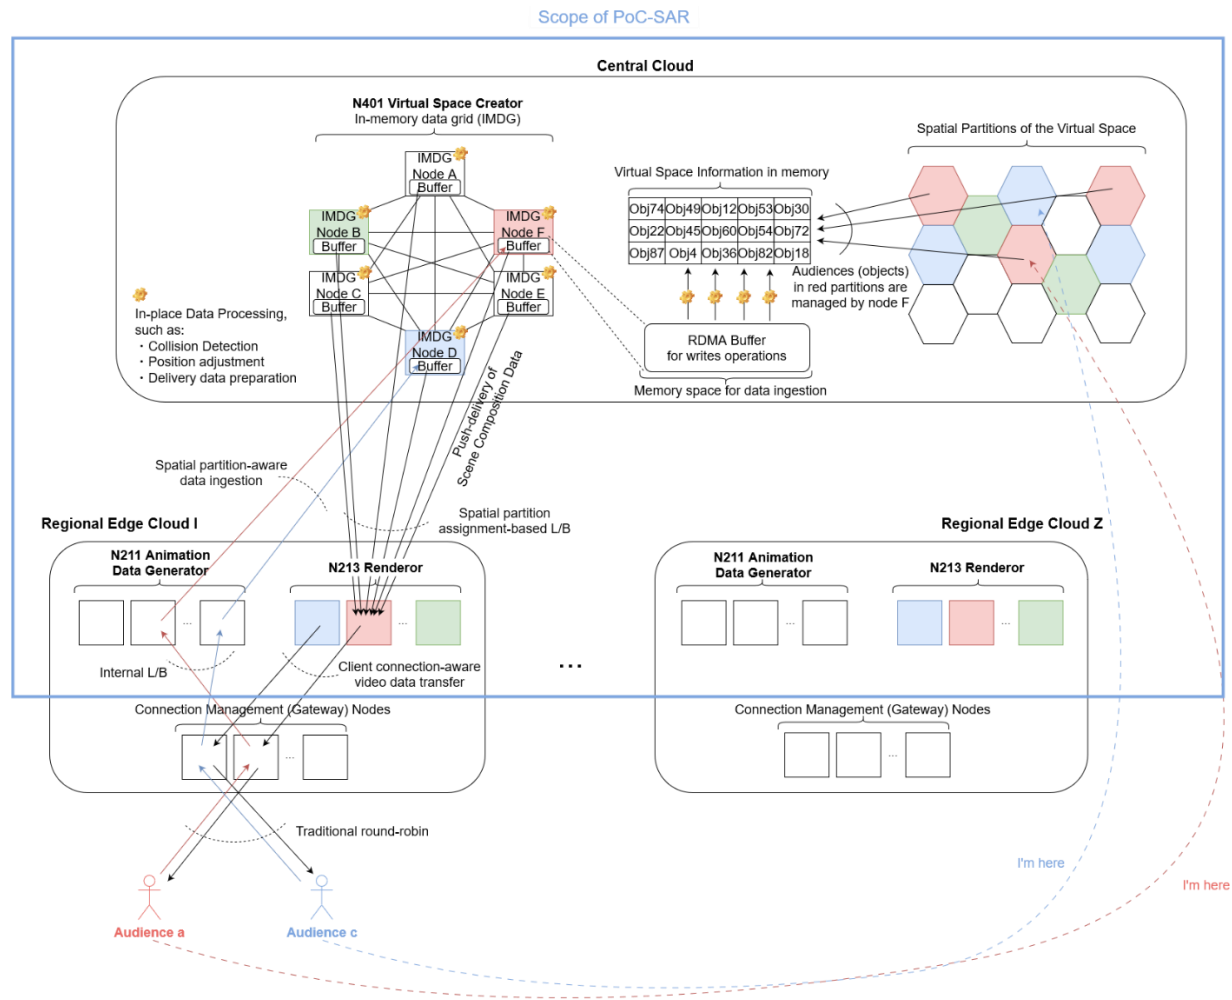 Scope of PoC-SAR
Central Cloud
N401 Virtual Space Creator
In-memory data grid (IMDG)
IMDG
Node A
Buffer
IMDG
Node B
Buffer
IMDG
Node F
Buffer
IMDG
Node C
Buffer
IMDG
Node E
Buffer
IMDG
Node D
Buffer
In-place Data Processing,
such as:
・Collision Detection
・Position adjustment
・Delivery data preparation
Virtual Space Information in memory
Obj74 Obj49 Obj12 Obj53 Obj30
Obj22 Obj45 Obj60 Obj54 Obj72
Obj87 Obj4 Obj36 Obj82 Obj18
RDMA Buffer
for writes operations
Memory space for data ingestion
Spatial Partitions of the Virtual Space
Audiences (objects)
in red partitions are
managed by node F
Push-delivery of
Scene Composition Data
Spatial partition-aware
data ingestion
Spatial partition
assignment-based L/B
Regional Edge Cloud I
N211 Animation
Data Generator
...
N213 Renderor
...
Internal L/B
Client connection-aware
video data transfer
Connection Management (Gateway) Nodes
...
...
Regional Edge Cloud Z
N211 Animation
Data Generator
...
N213 Renderor
...
Connection Management (Gateway) Nodes
...
Traditional round-robin
Audience a
Audience c
I'm here
I'm here